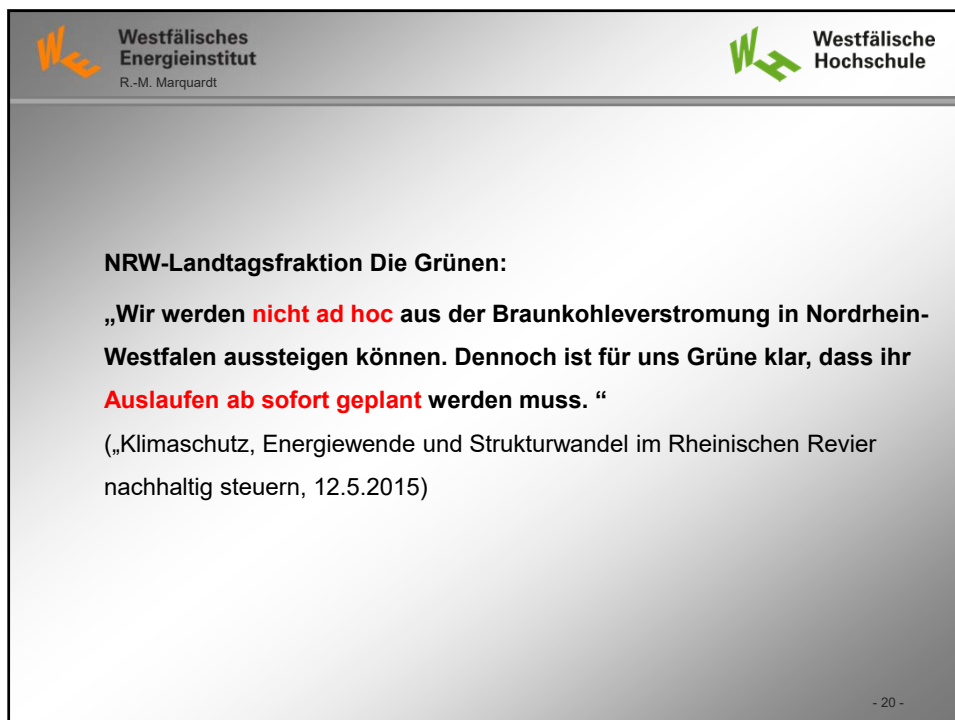 Westfälisches
Energieinstitut
R.-M. Marquardt
Westfälische
Hochschule
NRW-Landtagsfraktion Die Grünen:
„Wir werden nicht ad hoc aus der Braunkohleverstromung in Nordrhein-
Westfalen aussteigen können. Dennoch ist für uns Grüne klar, dass ihr
Auslaufen ab sofort geplant werden muss. “
(„Klimaschutz, Energiewende und Strukturwandel im Rheinischen Revier
nachhaltig steuern, 12.5.2015)
- 20 -